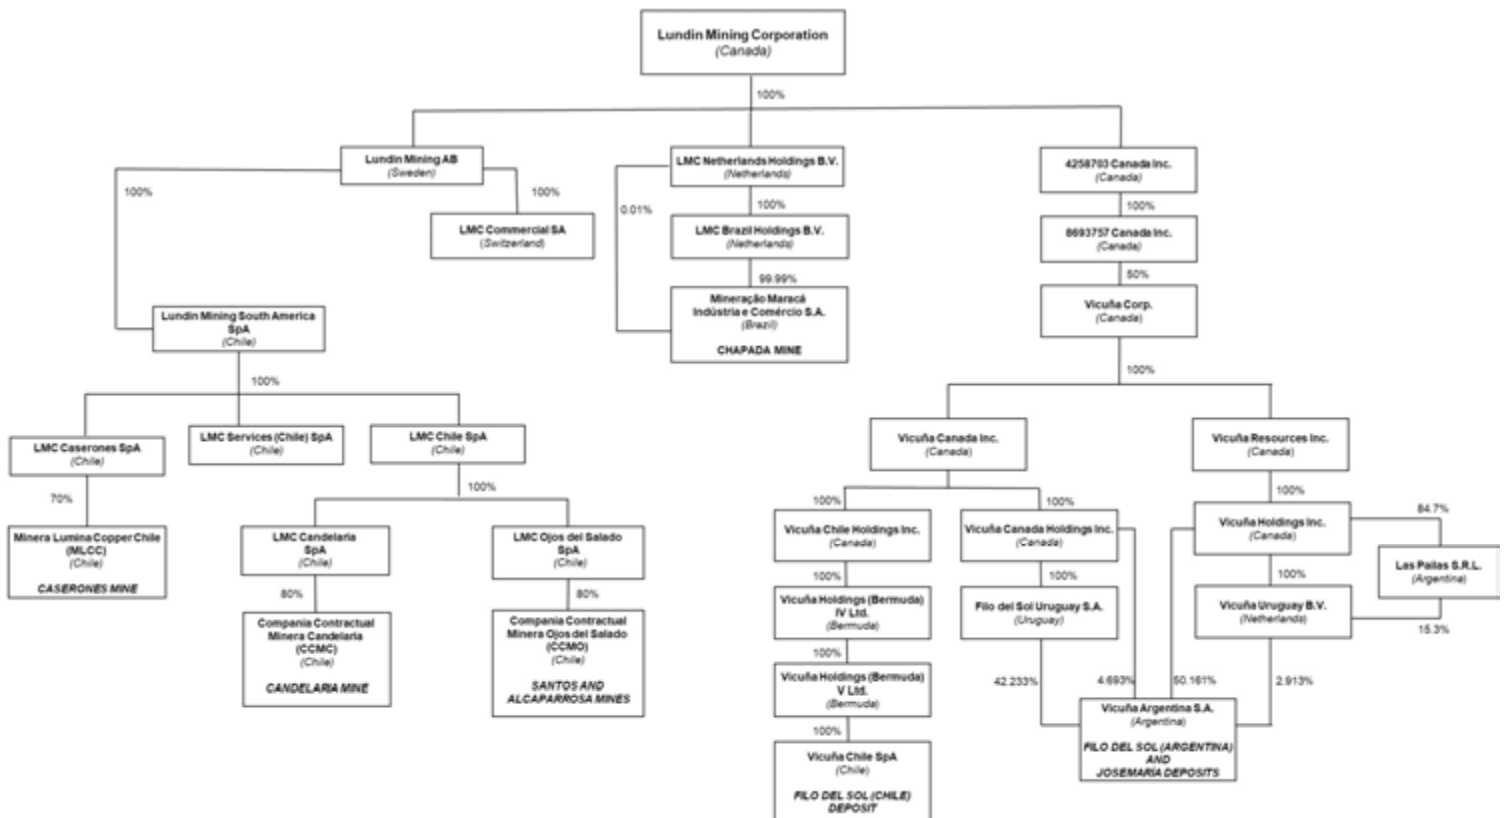 Lundin Mining Corporation
(Canada)
100%
Lundin Mining AB
(Sweden)
LMC Netherlands Holdings B.V.
(Netherlands)
4258703 Canada Inc.
(Canada)
100%
100%
0.01%
100%
100%
LMC Commercial SA
(Switzerland)
LMC Brazil Holdings B.V.
(Netherlands)
8693757 Canada Inc.
(Canada)
99.99%
50%
Lundin Mining South America
SpA
(Chile)
Mineração Maracá
Indústria e Comércio S.A.
(Brazil)
CHAPADA MINE
Vicuña Corp.
(Canada)
100%
100%
LMC Caserones SpA
(Chile)
LMC Services (Chile) SpA
(Chile)
LMC Chile SpA
(Chile)
Vicuña Canada Inc.
(Canada)
Vicuña Resources Inc.
(Canada)
70%
100%
100%
100%
100%
84.7%
Minera Lumina Copper Chile
(MLCC)
(Chile)
CASERONES MINE
LMC Candelaria
SpA
(Chile)
LMC Ojos del Salado
SpA
(Chile)
Vicuña Chile Holdings Inc.
(Canada)
Vicuña Canada Holdings Inc.
(Canada)
Vicuña Holdings Inc.
(Canada)
Las Pailas S.R.L.
(Argentina)
80%
80%
100%
100%
100%
Compania Contractual
Minera Candelaria
(CCMC)
(Chile)
CANDELARIA MINE
Compania Contractual
Minera Ojos del Salado
(CCMO)
(Chile)
SANTOS AND
ALCAPARROSA MINES
Vicuña Holdings (Bermuda)
IV Ltd.
(Bermuda)
Filo del Sol Uruguay S.A.
(Uruguay)
Vicuña Uruguay B.V.
(Netherlands)
15.3%
100%
Vicuña Holdings (Bermuda)
V Ltd.
(Bermuda)
42.233%
4.693%
50.161%
2.913%
100%
Vicuña Argentina S.A.
(Argentina)
FILO DEL SOL (ARGENTINA)
AND
JOSEMARIA DEPOSITS
Vicuña Chile SpA
(Chile)
FILO DEL SOL (CHILE)
DEPOSIT